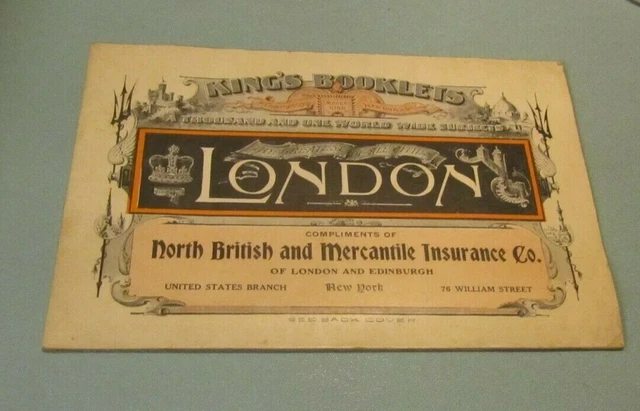 KING'S BOOKLETS
A THOUSAND AND ONE WORLD WIDE SUBJECTS
LONDON
COMPLIMENTS OF
North British and Mercantile Insurance Co.
OF LONDON AND EDINBURGH
UNITED STATES BRANCH New York 76 WILLIAM STREET
SEE BACK COVER